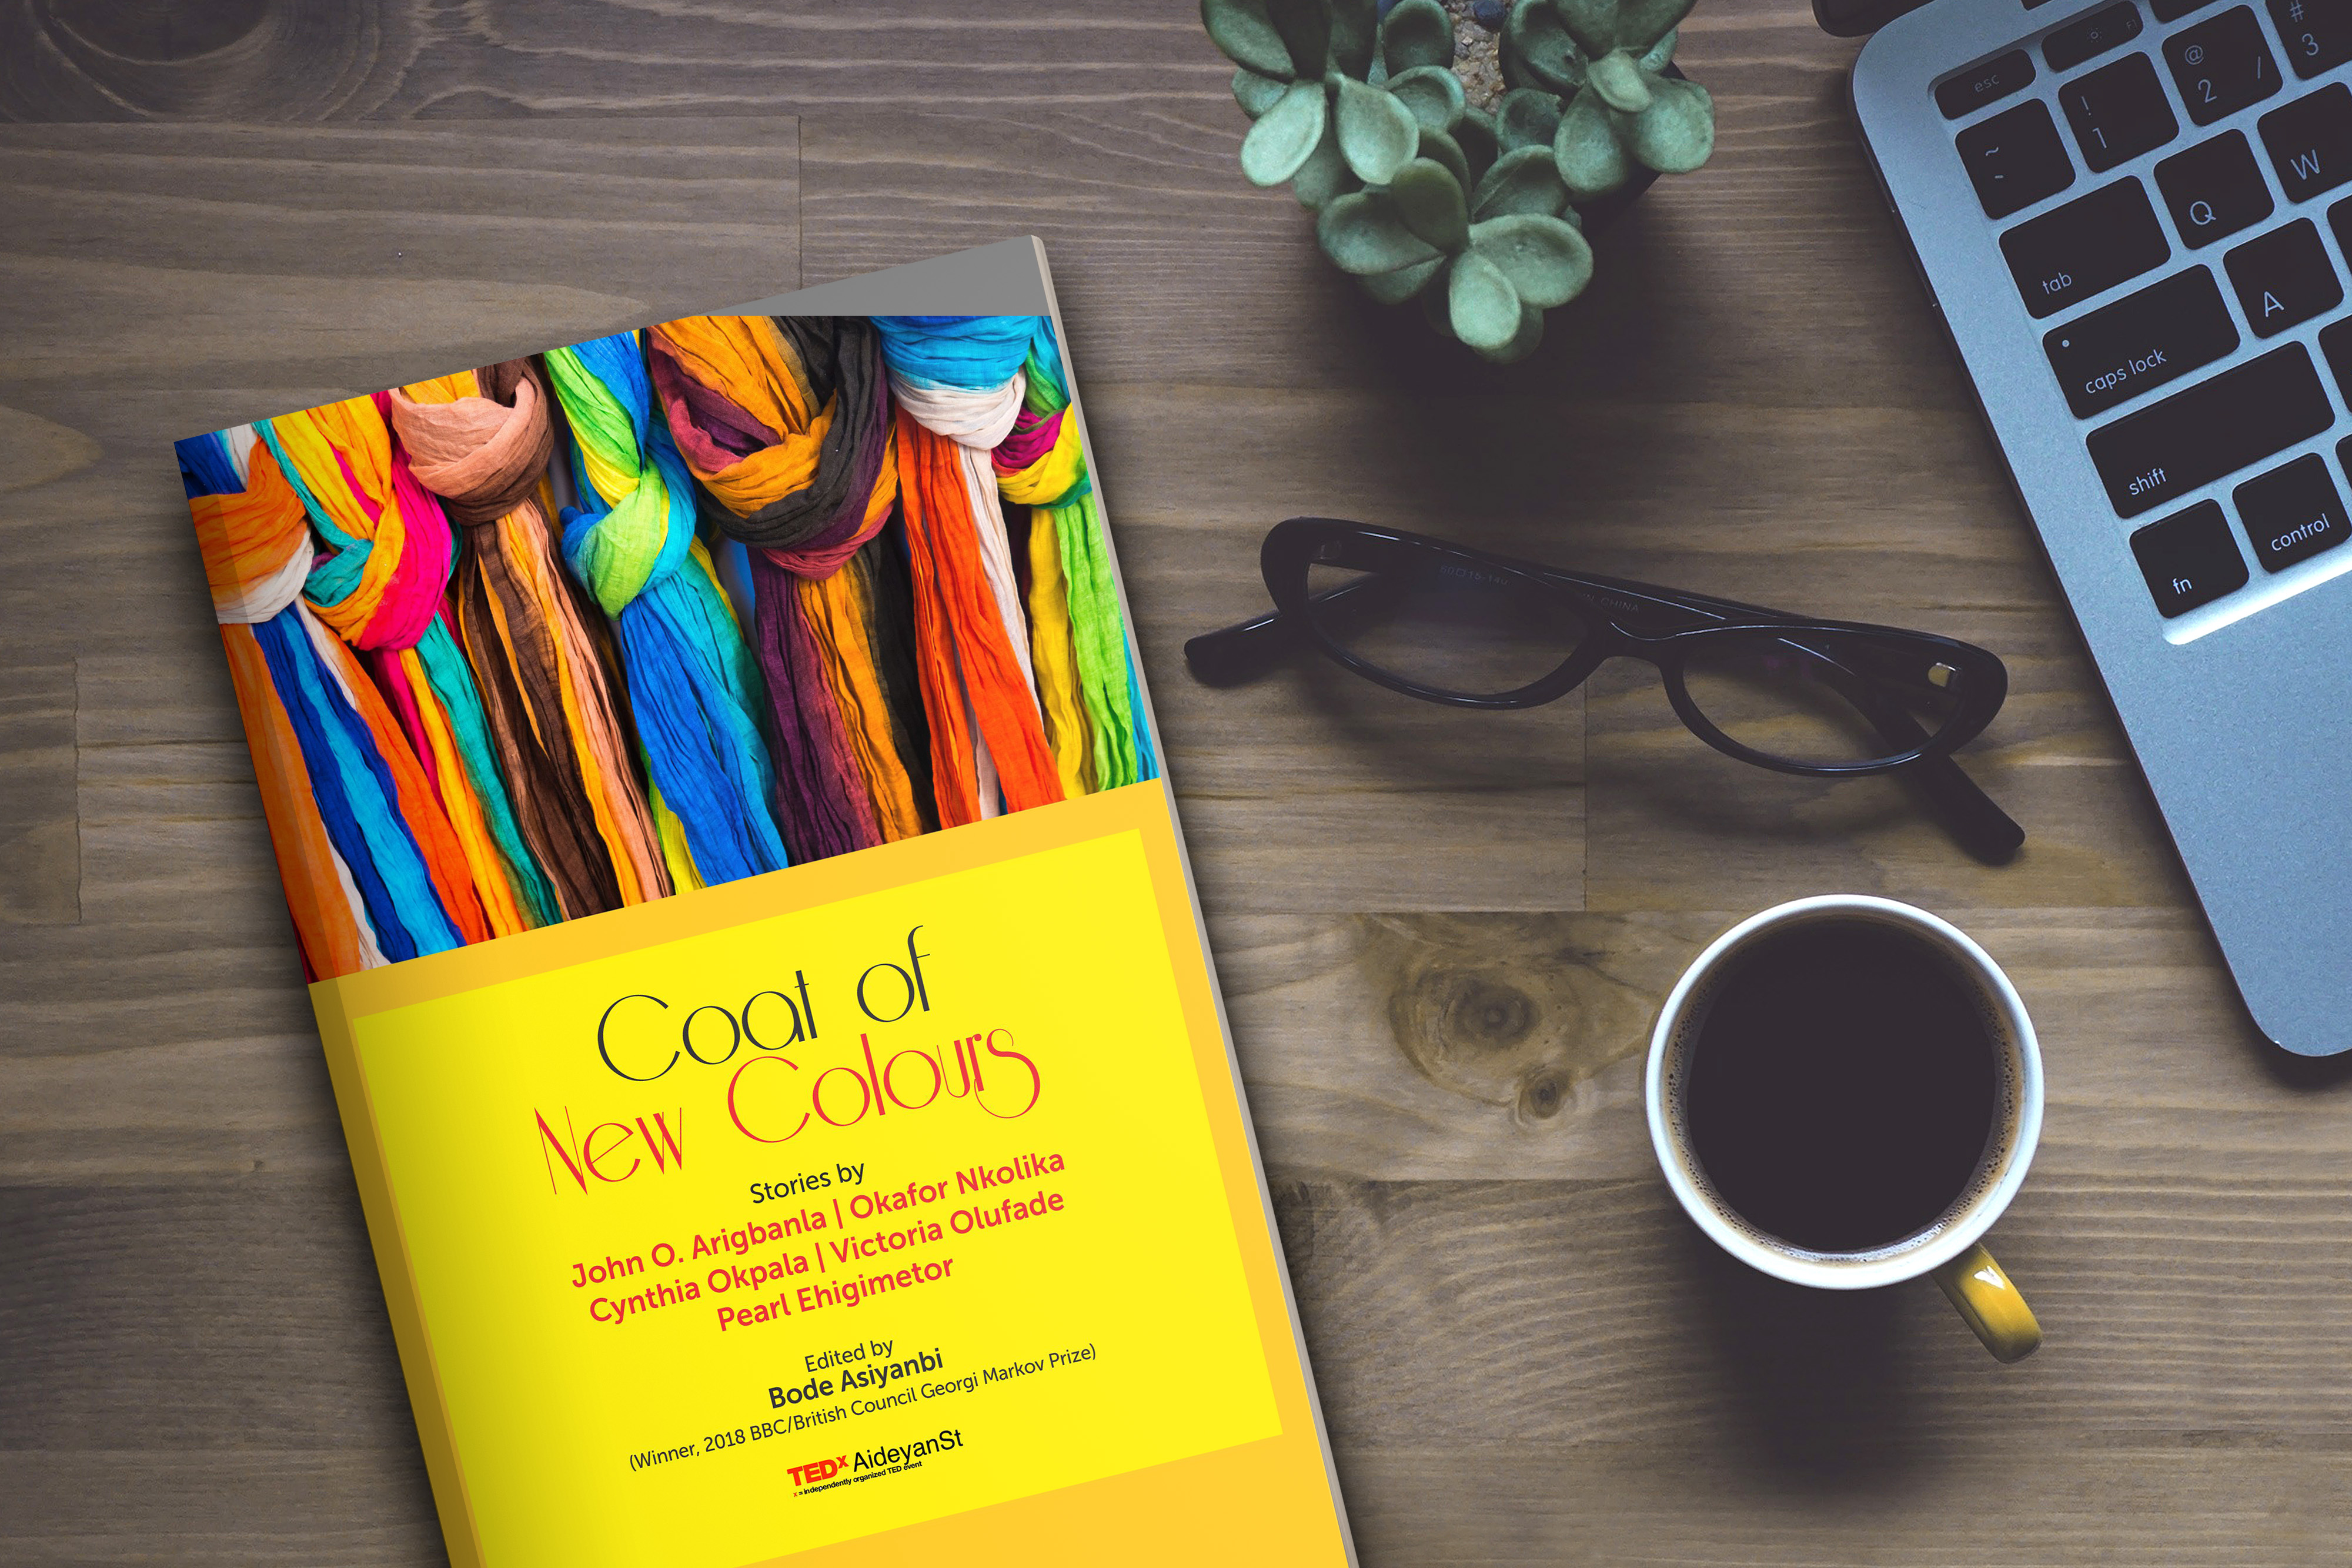 Coat of
New Colours
Stories by
John O. Arigbanla | Okafor Nkolika
Cynthia Okpala | Victoria Olufade
Pearl Ehigimetor
Edited by
Bode Asiyanbi
(Winner, 2018 BBC/British Council Georgi Markov Prize)
TEDx AideyanSt
x = independently organized TED event
CHINA
esc
F1
~
! 1
@ 2
# 3
tab
Q
W
caps lock
A
shift
fn
control